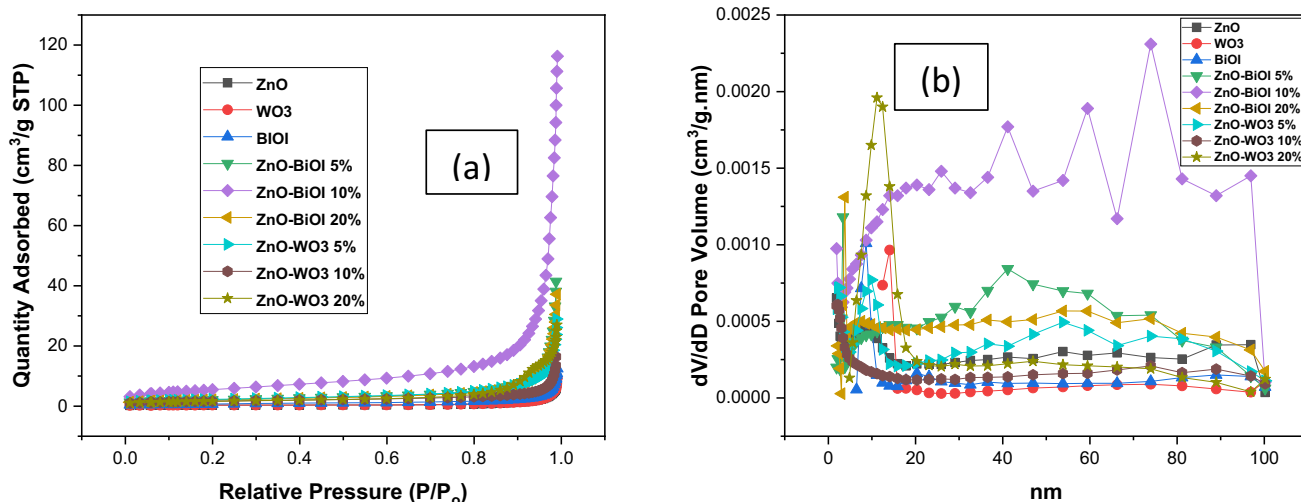 120
100
80
60
40
20
0
Quantity Adsorbed (cm³/g STP)
ZnO
WO3
BIOI
ZnO-BiOI 5%
ZnO-BiOI 10%
ZnO-BiOI 20%
ZnO-WO3 5%
ZnO-WO3 10%
ZnO-WO3 20%
(a)
0.0 0.2 0.4 0.6 0.8 1.0
Relative Pressure (P/Pₒ)
0.0025
0.0020
0.0015
0.0010
0.0005
0.0000
dV/dD Pore Volume (cm³/g.nm)
(b)
ZnO
WO3
BiOI
ZnO-BiOI 5%
ZnO-BiOI 10%
ZnO-BiOI 20%
ZnO-WO3 5%
ZnO-WO3 10%
ZnO-WO3 20%
0 20 40 60 80 100
nm